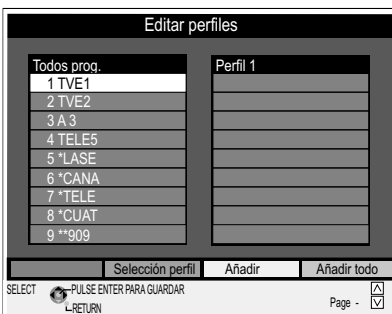 Editar perfiles
Todos prog.
Perfil 1
1 TVE1
2 TVE2
3 A 3
4 TELE5
5 *LASE
6 *CANA
7 *TELE
8 *CUAT
9 **909
Selección perfil Añadir Añadir todo
SELECT PULSE ENTER PARA GUARDAR
RETURN
Page -